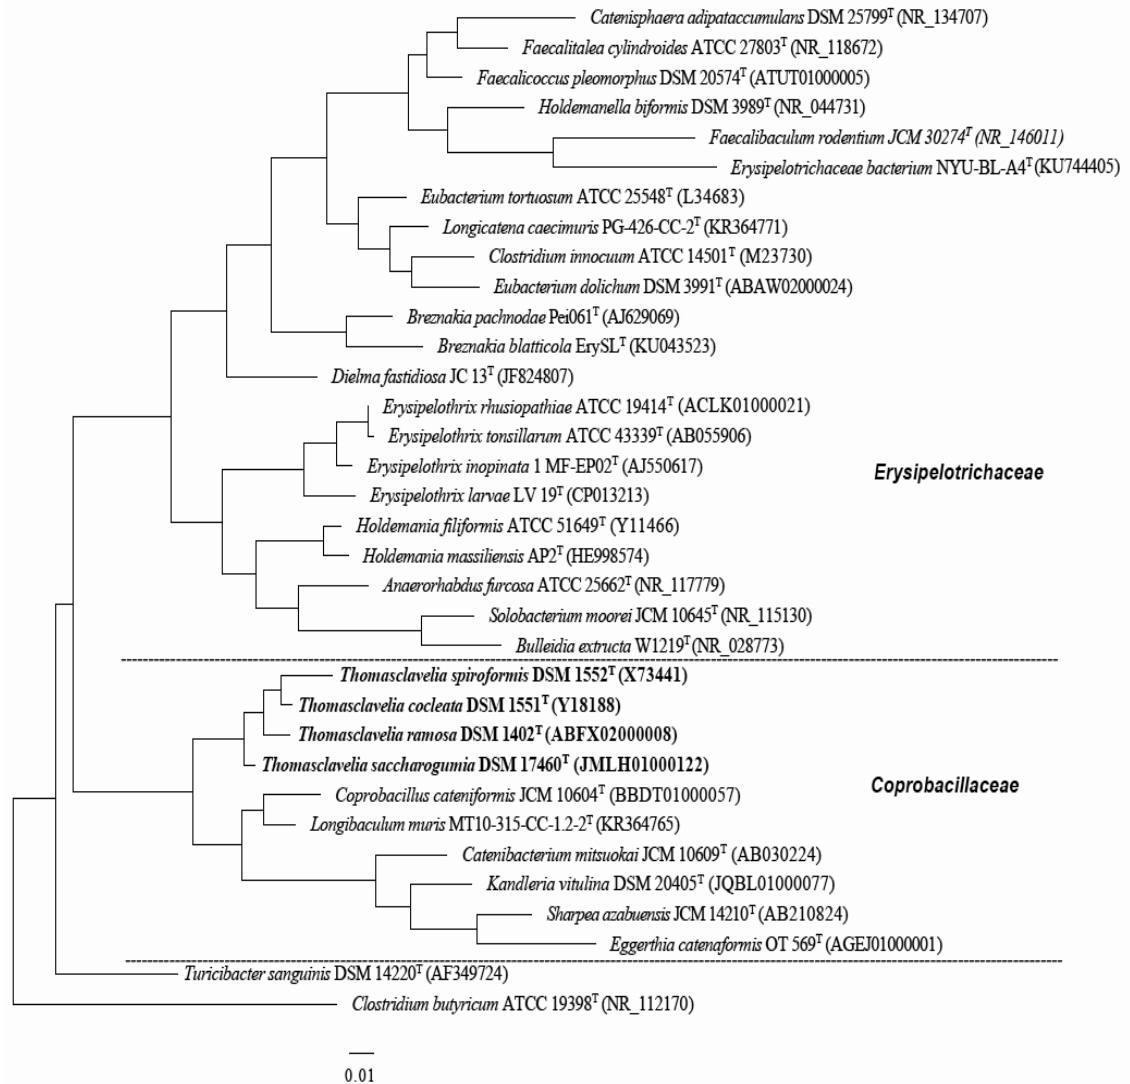 Catenisphaera adipataccumulans DSM 25799T (NR_134707)
Faecalitalea cylindroides ATCC 27803T (NR_118672)
Faecalicoccus pleomorphus DSM 20574T (ATUT01000005)
Holdemanella biformis DSM 3989T (NR_044731)
Faecalibaculum rodentium JCM 30274T (NR_146011)
Erysipelotrichaceae bacterium NYU-BL-A4T (KU744405)
Eubacterium tortuosum ATCC 25548T (L34683)
Longicatena caecimuris PG-426-CC-2T (KR364771)
Clostridium innocuum ATCC 14501T (M23730)
Eubacterium dolichum DSM 3991T (ABAW02000024)
Breznakia pachnodae Pei061T (AJ629069)
Breznakia blatticola ErySLT (KU043523)
Dielma fastidiosa JC 13T (JF824807)
Erysipelothrix rhusiopathiae ATCC 19414T (ACLK01000021)
Erysipelothrix tonsillarum ATCC 43339T (AB055906)
Erysipelothrix inopinata 1 MF-EP02T (AJ550617)
Erysipelotrichaceae
Erysipelothrix larvae LV 19T (CP013213)
Holdemania filiformis ATCC 51649T (Y11466)
Holdemania massiliensis AP2T (HE998574)
Anaerorhabdus furcosa ATCC 25662T (NR_117779)
Solobacterium moorei JCM 10645T (NR_115130)
Bulleidia extructa W1219T (NR_028773)
Thomasclavelia spiroformis DSM 1552T (X73441)
Thomasclavelia cocleata DSM 1551T (Y18188)
Thomasclavelia ramosa DSM 1402T (ABFX02000008)
Thomasclavelia saccharogumia DSM 17460T (JMLH01000122)
Coprobacillaceae
Coprobacillus cateniformis JCM 10604T (BBDT01000057)
Longibaculum muris MT10-315-CC-1.2-2T (KR364765)
Catenibacterium mitsuokai JCM 10609T (AB030224)
Kandleria vitulina DSM 20405T (JQBL01000077)
Sharpea azabuensis JCM 14210T (AB210824)
Eggerthia catenaformis OT 569T (AGEJ01000001)
Turicibacter sanguinis DSM 14220T (AF349724)
Clostridium butyricum ATCC 19398T (NR_112170)
0.01